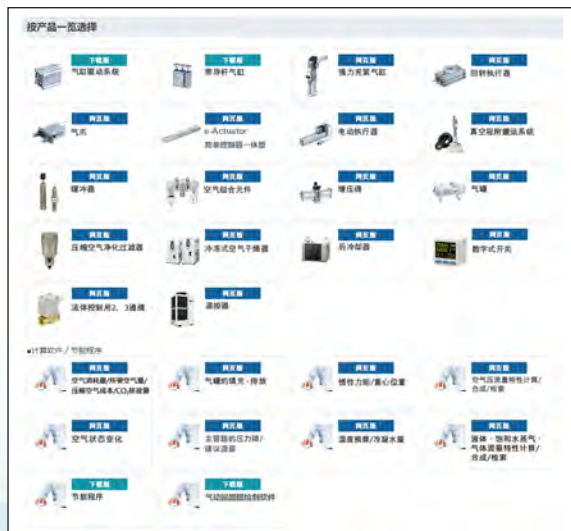 按产品一览选择
下载版
气缸驱动系统
下载版
带导杆气缸
网页版
强力夹紧气缸
网页版
回转执行器
网页版
气爪
网页版
e-Actuator
简单控制器一体型
网页版
电动执行器
网页版
真空吸附搬运系统
网页版
缓冲器
网页版
空气组合元件
网页版
增压阀
网页版
气罐
网页版
压缩空气净化过滤器
网页版
冷冻式空气干燥器
网页版
后冷却器
网页版
数字式开关
网页版
流体控制用2、3通阀
网页版
温控器
■计算软件／节能程序
网页版
空气消耗量/所需空气量/
压缩空气成本/CO₂排放量
网页版
气罐的填充・排放
网页版
惯性力矩/重心位置
网页版
空气压流量特性计算/
合成/检索
网页版
空气状态变化
网页版
主管路的压力降/
建议流量
网页版
湿度换算/冷凝水量
网页版
液体・饱和水蒸气・
气体流量特性计算/
合成/检索
下载版
节能程序
下载版
气动回路图绘制软件